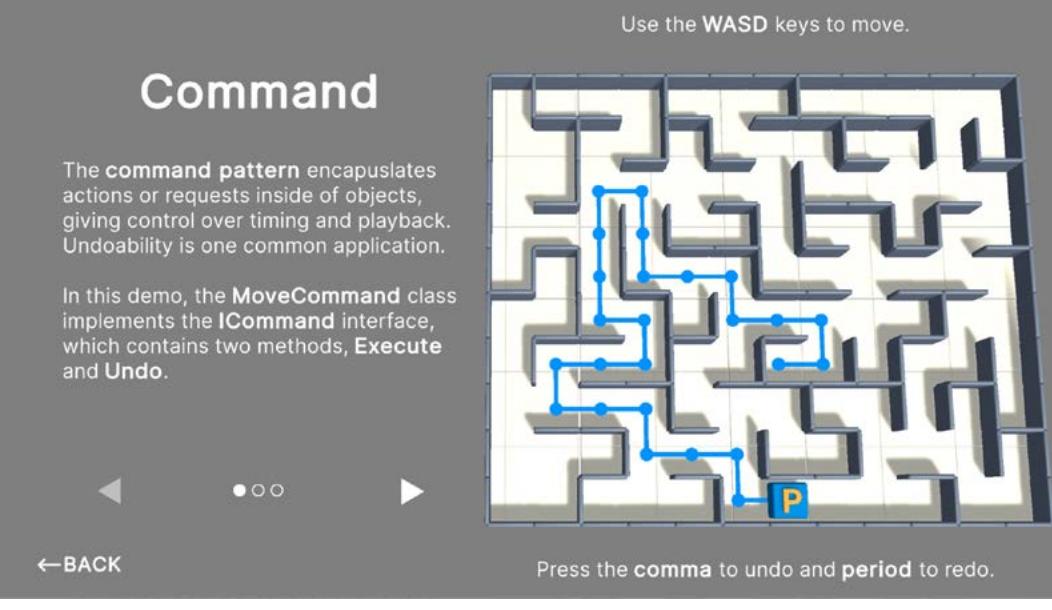 Use the WASD keys to move.
Command
The command pattern encapuslates
actions or requests inside of objects,
giving control over timing and playback.
Undoability is one common application.
In this demo, the MoveCommand class
implements the ICommand interface,
which contains two methods, Execute
and Undo.
P
←BACK
Press the comma to undo and period to redo.